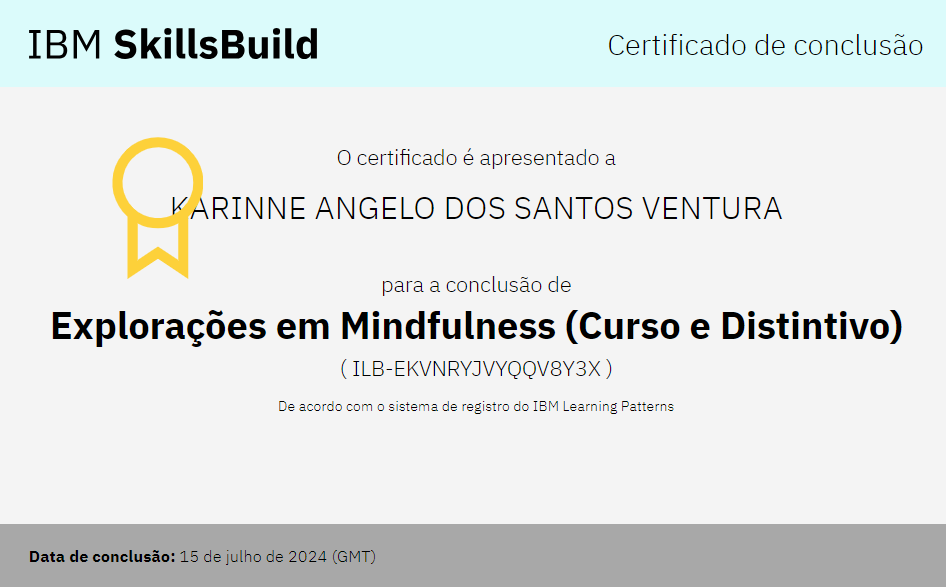 IBM SkillsBuild
Certificado de conclusão
O certificado é apresentado a
KARINNE ANGELO DOS SANTOS VENTURA
para a conclusão de
Explorações em Mindfulness (Curso e Distintivo)
( ILB-EKVNRYJVYQQV8Y3X )
De acordo com o sistema de registro do IBM Learning Patterns
Data de conclusão: 15 de julho de 2024 (GMT)